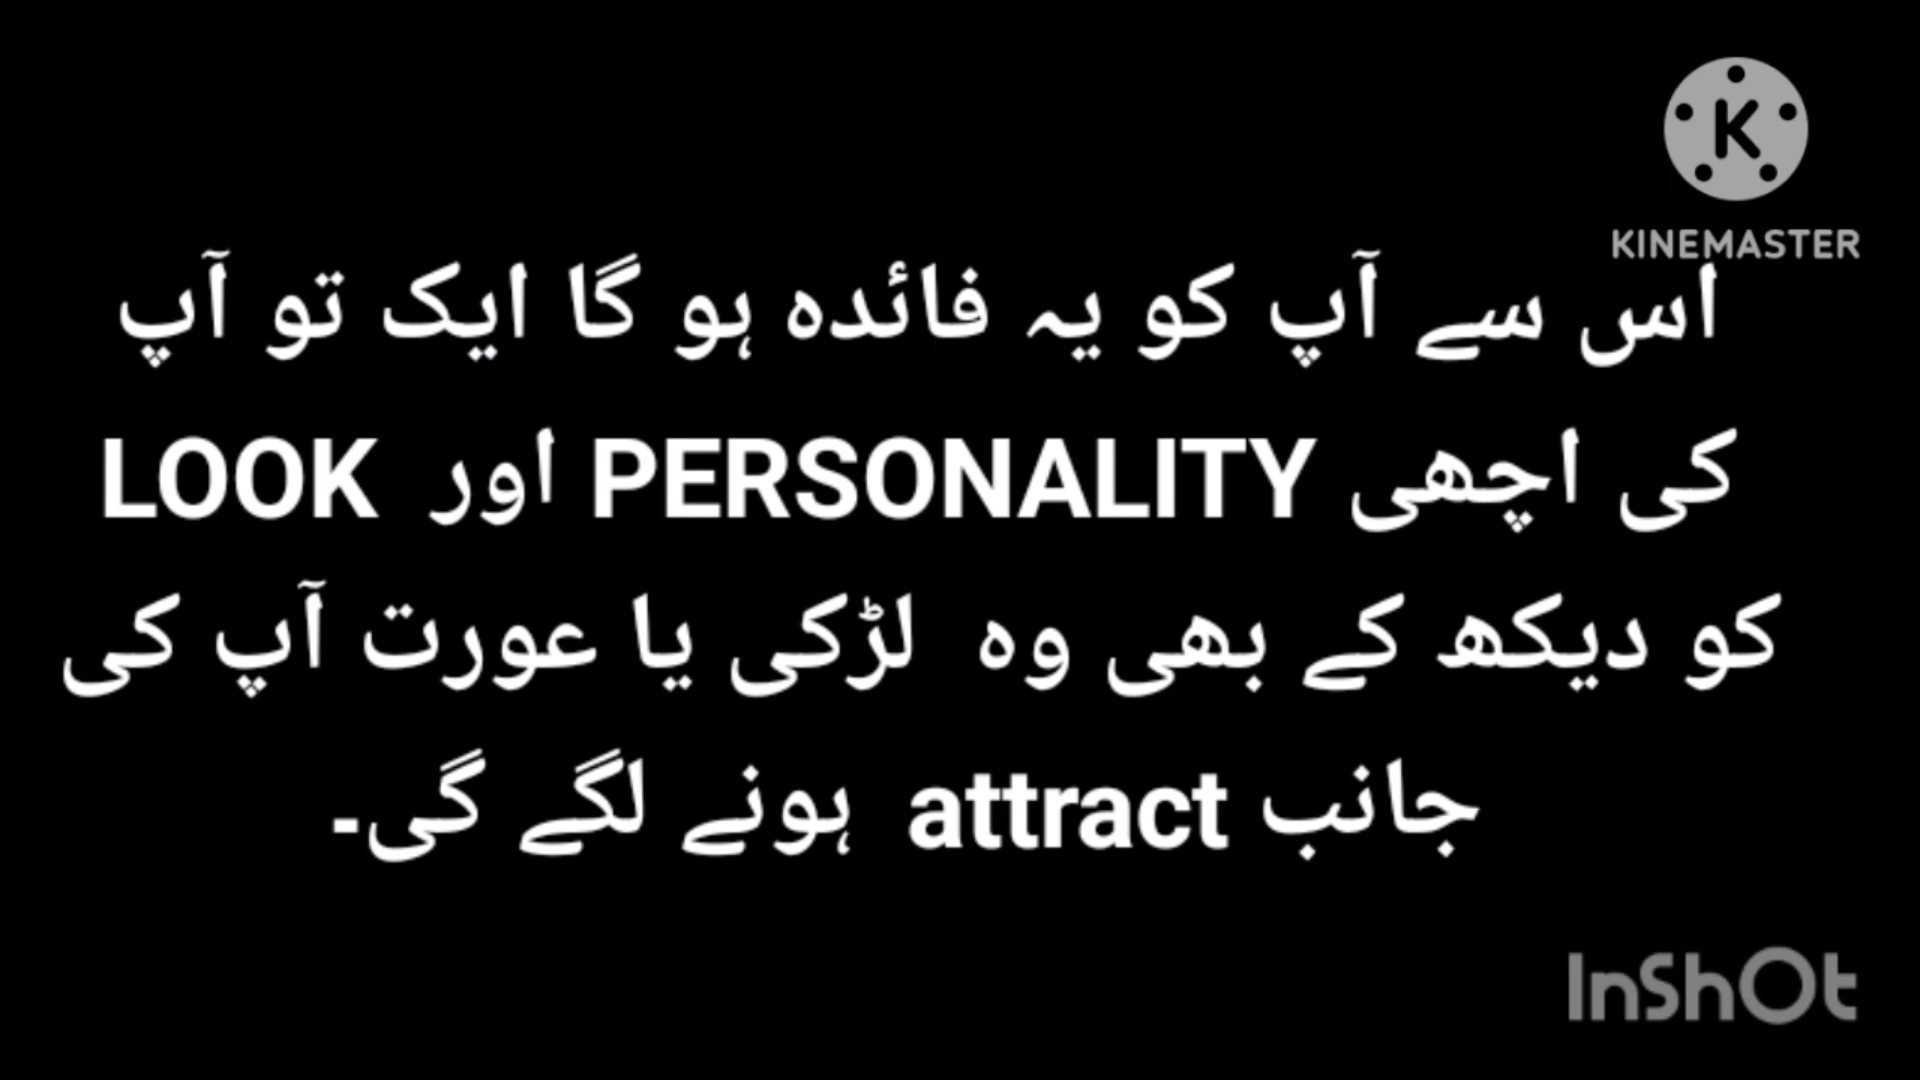 KINEMASTER
اس سے آپ کو یہ فائدہ ہو گا ایک تو آپ
کی اچھی PERSONALITY اور LOOK
کو دیکھ کے بھی وہ لڑکی یا عورت آپ کی
جانب attract ہونے لگے گی۔
InShOt